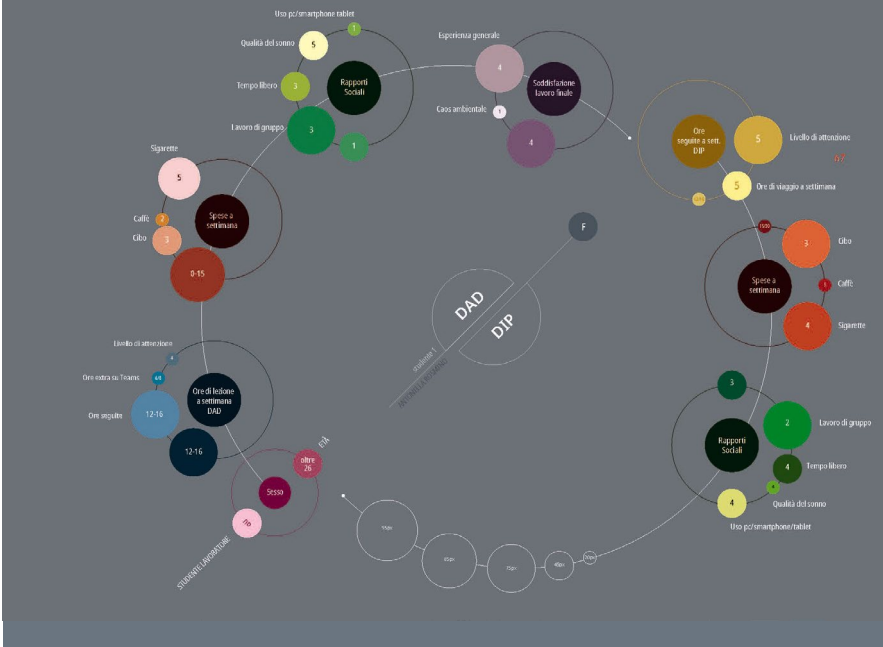 Uso pc/smartphone tablet
1
Qualità del sonno
5
Tempo libero
3
Rapporti
Sociali
Lavoro di gruppo
3
1
Esperienza generale
4
Soddisfazione
lavoro finale
Caos ambientale
1
4
Ore
seguite a sett.
DIP
5
Livello di attenzione
5
Ore di viaggio a settimana
Sigarette
5
Caffè
2
Spese a
settimana
Cibo
3
0-15
F
DAD
DIP
studente 1
3
Cibo
Spese a
settimana
1
Caffè
4
Sigarette
Livello di attenzione
4
Ore extra su Teams
Ore di lezione
a settimana
DAD
Ore seguite
12-16
12-16
ETÀ
oltre
26
Sesso
no
STUDENTE LAVORATORE
3
2
Lavoro di gruppo
Rapporti
Sociali
4
Tempo libero
4
Qualità del sonno
Uso pc/smartphone/tablet